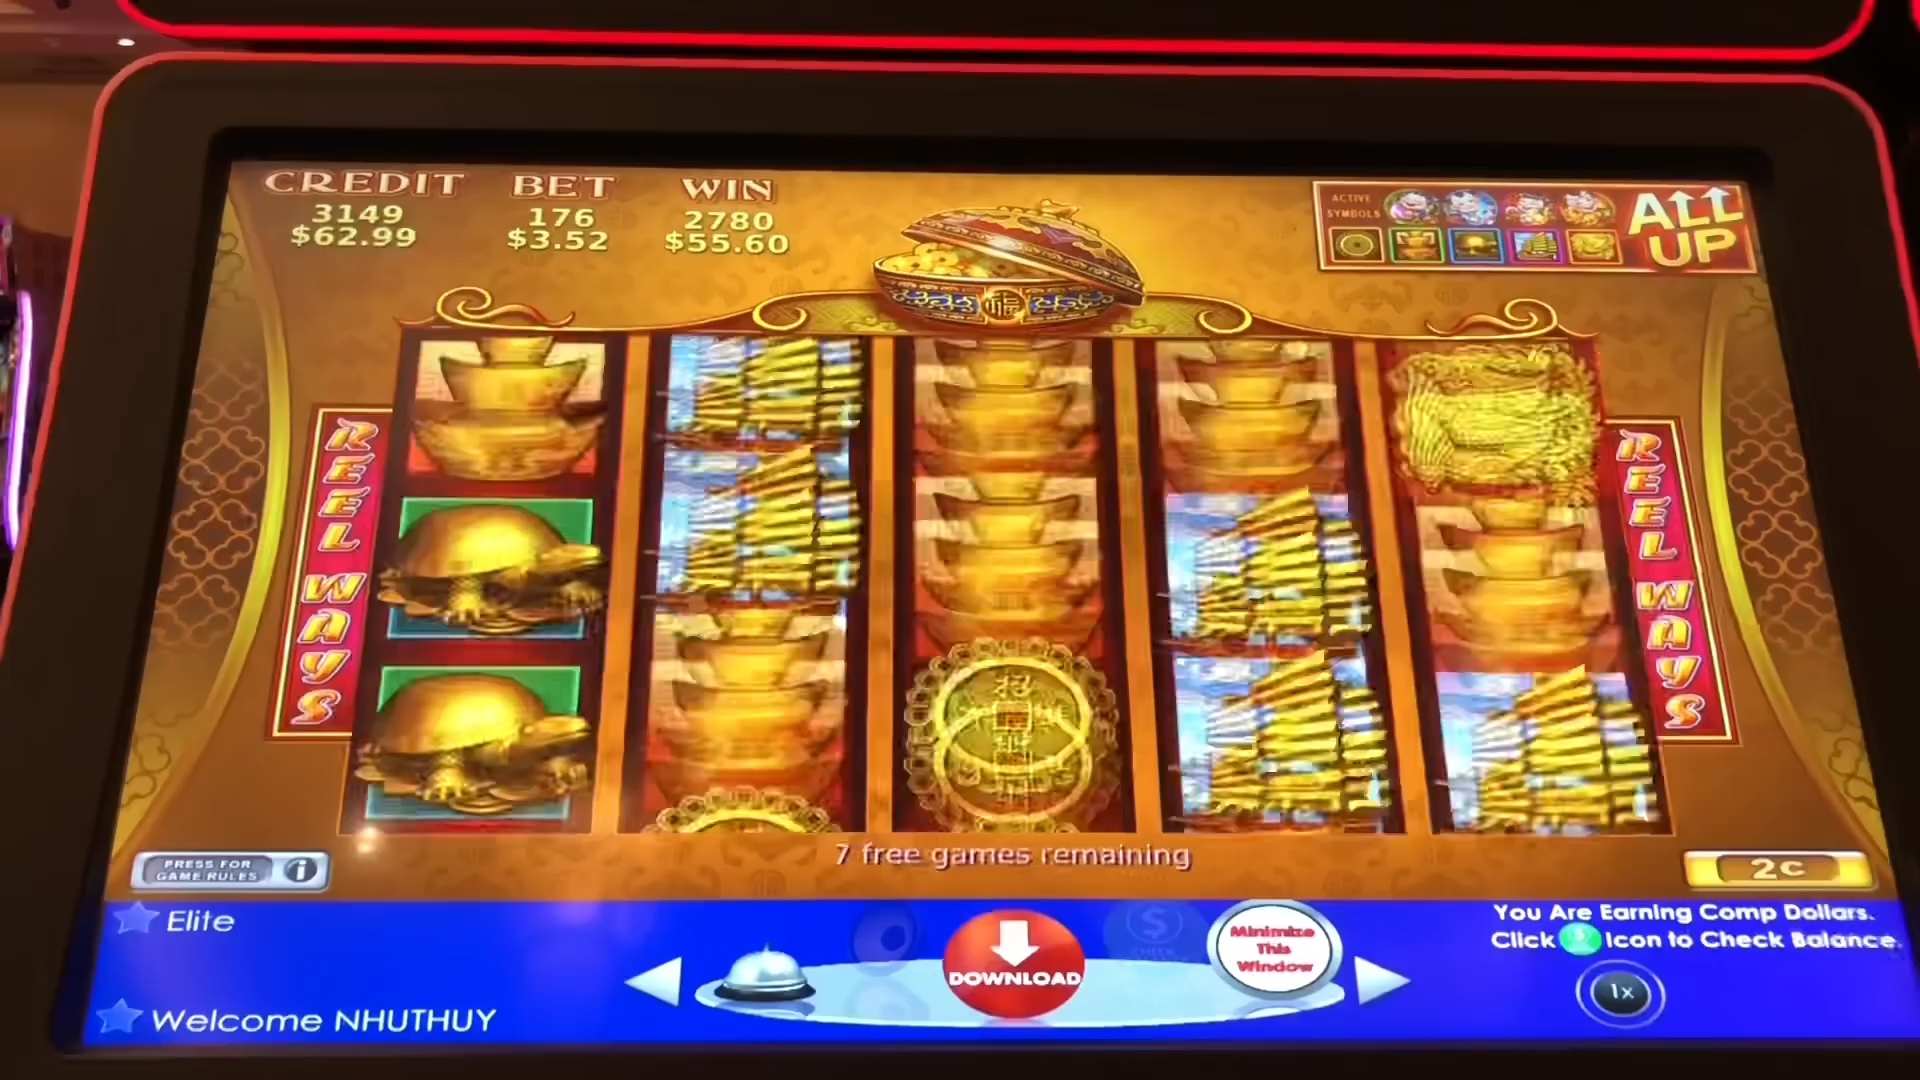 CREDIT BET WIN
3149 176 2780
$62.99 $3.52 $55.60
ACTIVE
SYMBOLS
ALL
UP
REEL WAYS
REEL WAYS
7 free games remaining
PRESS FOR
GAME RULES
i
2c
Elite
Welcome NHUTHUY
DOWNLOAD
Minimize
This
Window
You Are Earning Comp Dollars.
Click $ Icon to Check Balance.
1x